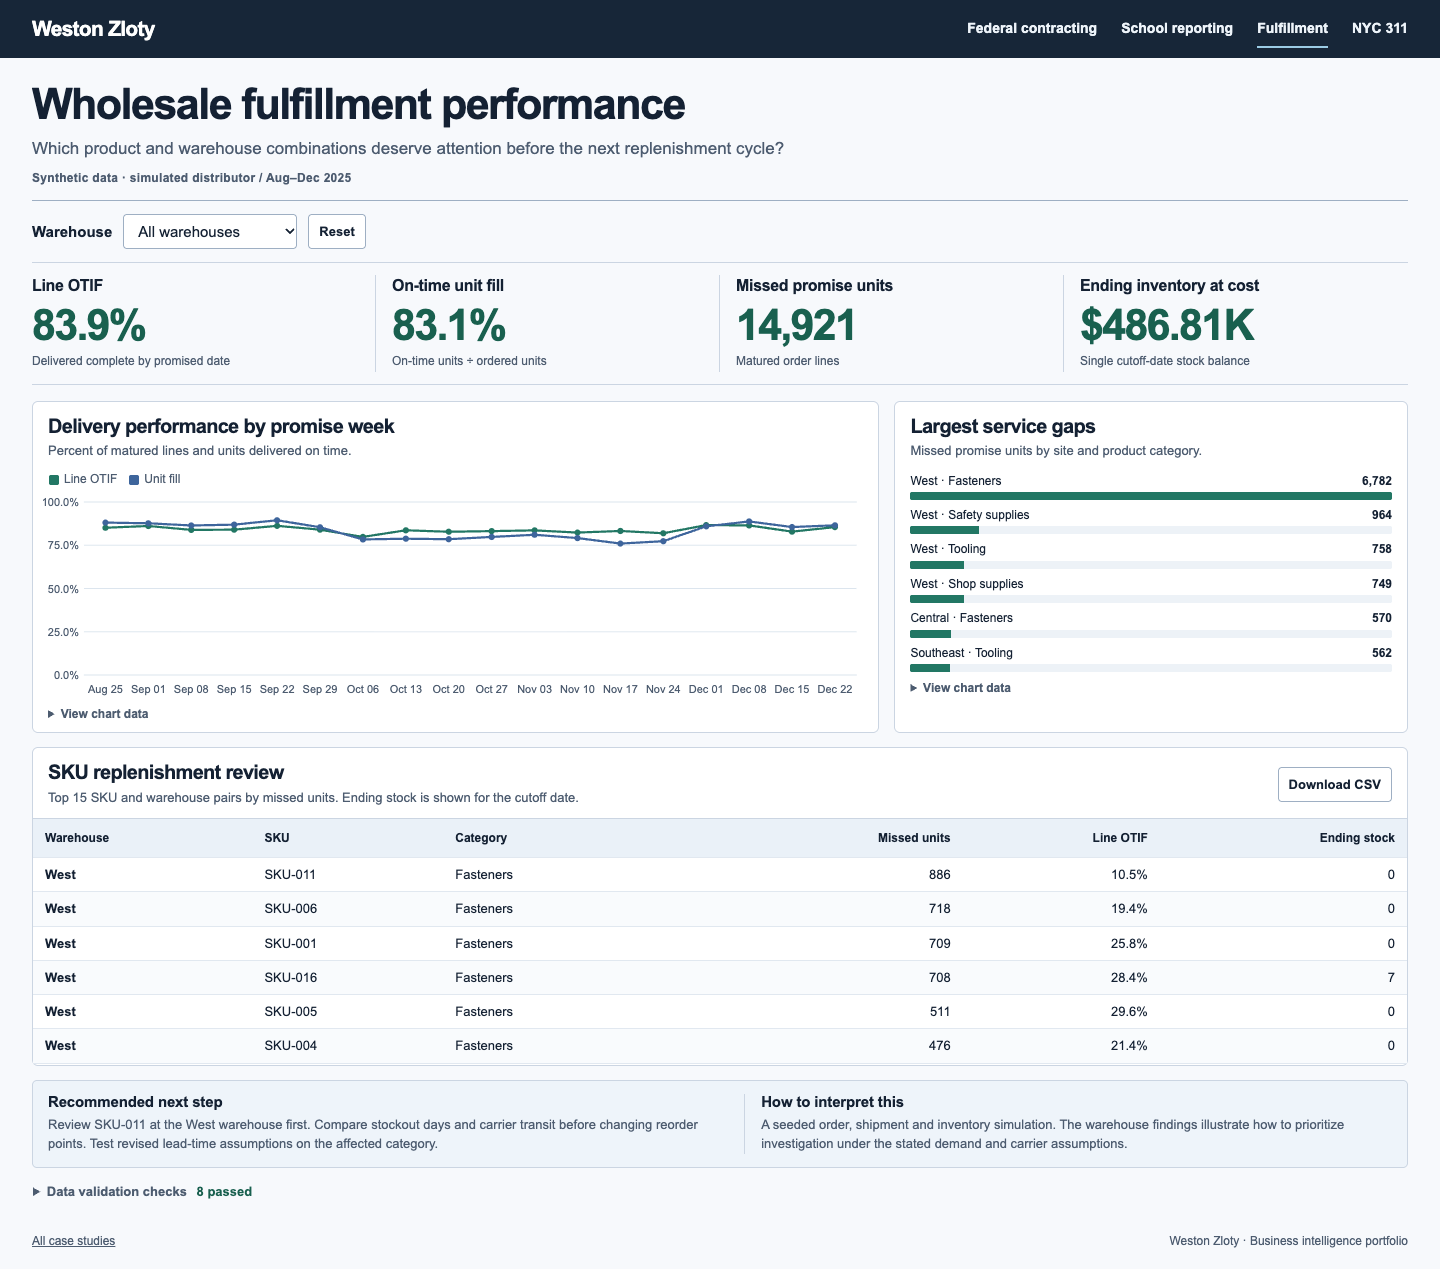 Weston Zloty
Federal contracting School reporting Fulfillment NYC 311
Wholesale fulfillment performance
Which product and warehouse combinations deserve attention before the next replenishment cycle?
Synthetic data · simulated distributor / Aug–Dec 2025
Warehouse All warehouses Reset
Line OTIF
83.9%
Delivered complete by promised date
On-time unit fill
83.1%
On-time units ÷ ordered units
Missed promise units
14,921
Matured order lines
Ending inventory at cost
$486.81K
Single cutoff-date stock balance
Delivery performance by promise week
Percent of matured lines and units delivered on time.
Line OTIF Unit fill
100.0%
75.0%
50.0%
25.0%
0.0%
Aug 25 Sep 01 Sep 08 Sep 15 Sep 22 Sep 29 Oct 06 Oct 13 Oct 20 Oct 27 Nov 03 Nov 10 Nov 17 Nov 24 Dec 01 Dec 08 Dec 15 Dec 22
View chart data
Largest service gaps
Missed promise units by site and product category.
West · Fasteners 6,782
West · Safety supplies 964
West · Tooling 758
West · Shop supplies 749
Central · Fasteners 570
Southeast · Tooling 562
View chart data
SKU replenishment review
Top 15 SKU and warehouse pairs by missed units. Ending stock is shown for the cutoff date.
Download CSV
Warehouse SKU Category Missed units Line OTIF Ending stock
West SKU-011 Fasteners 886 10.5% 0
West SKU-006 Fasteners 718 19.4% 0
West SKU-001 Fasteners 709 25.8% 0
West SKU-016 Fasteners 708 28.4% 7
West SKU-005 Fasteners 511 29.6% 0
West SKU-004 Fasteners 476 21.4% 0
Recommended next step
Review SKU-011 at the West warehouse first. Compare stockout days and carrier transit before changing reorder
points. Test revised lead-time assumptions on the affected category.
How to interpret this
A seeded order, shipment and inventory simulation. The warehouse findings illustrate how to prioritize
investigation under the stated demand and carrier assumptions.
Data validation checks 8 passed
All case studies
Weston Zloty · Business intelligence portfolio